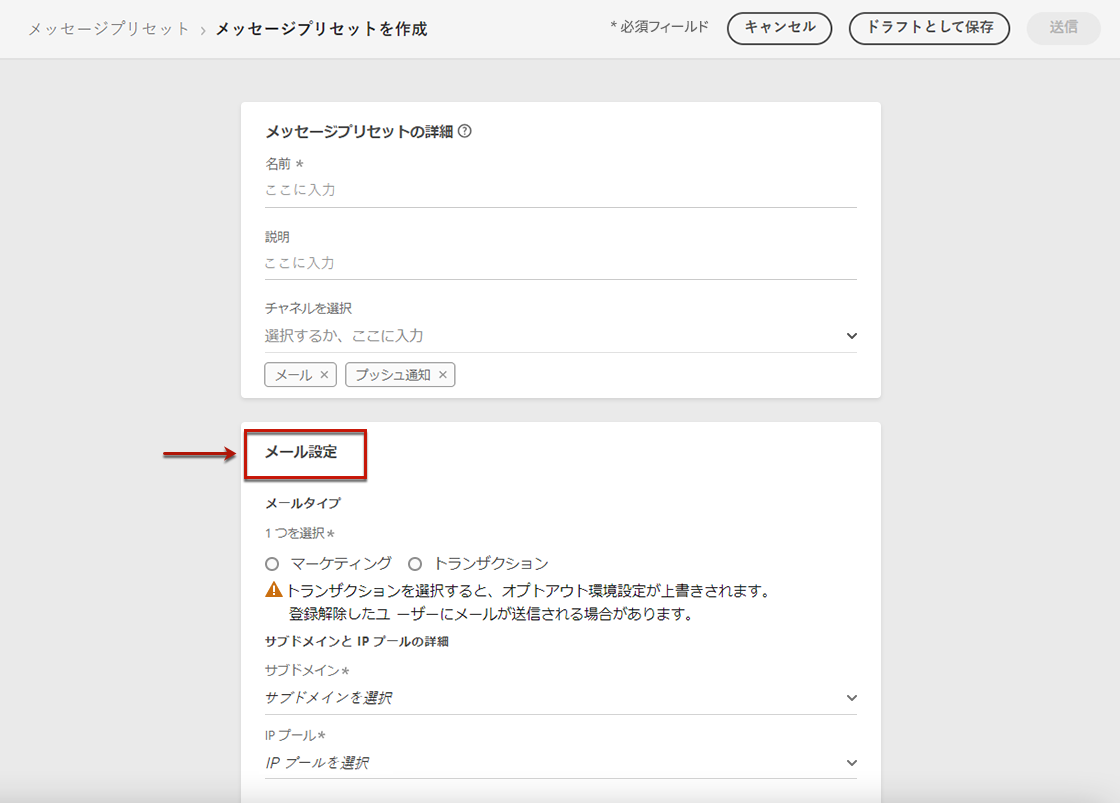 メッセージプリセット › メッセージプリセットを作成 * 必須フィールド キャンセル ドラフトとして保存 送信
メッセージプリセットの詳細 ?
名前 *
ここに入力
説明
ここに入力
チャネルを選択
選択するか、ここに入力
メール × プッシュ通知 ×
メール設定
メールタイプ
1 つを選択*
マーケティング トランザクション
トランザクションを選択すると、オプトアウト環境設定が上書きされます。
登録解除したユ ーザーにメールが送信される場合があります。
サブドメインと IP プールの詳細
サブドメイン*
サブドメインを選択
IP プール*
IP プールを選択